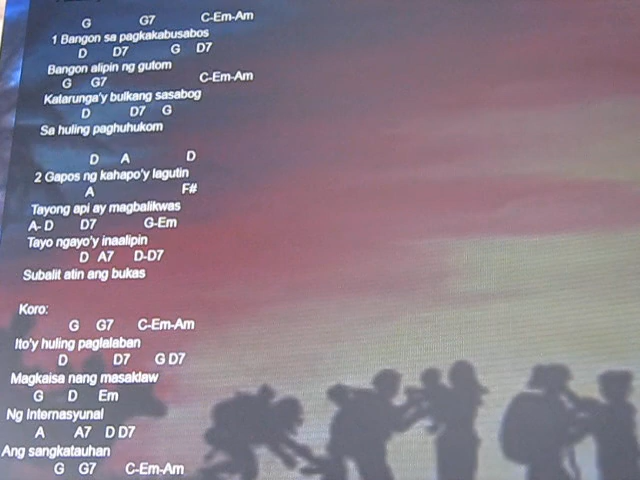 G G7 C-Em-Am
1 Bangon sa pagkakabusabos
D D7 G D7
Bangon alipin ng gutom
G G7 C-Em-Am
Katarunga'y bulkang sasabog
D D7 G
Sa huling paghuhukom
D A D
2 Gapos ng kahapo'y lagutin
A F#
Tayong api ay magbalikwas
A- D D7 G-Em
Tayo ngayo'y inaalipin
D A7 D-D7
Subalit atin ang bukas
Koro:
G G7 C-Em-Am
Ito'y huling paglalaban
D D7 G D7
Magkaisa nang masaklaw
G D Em
Ng Internasyunal
A A7 D D7
Ang sangkatauhan
G G7 C-Em-Am